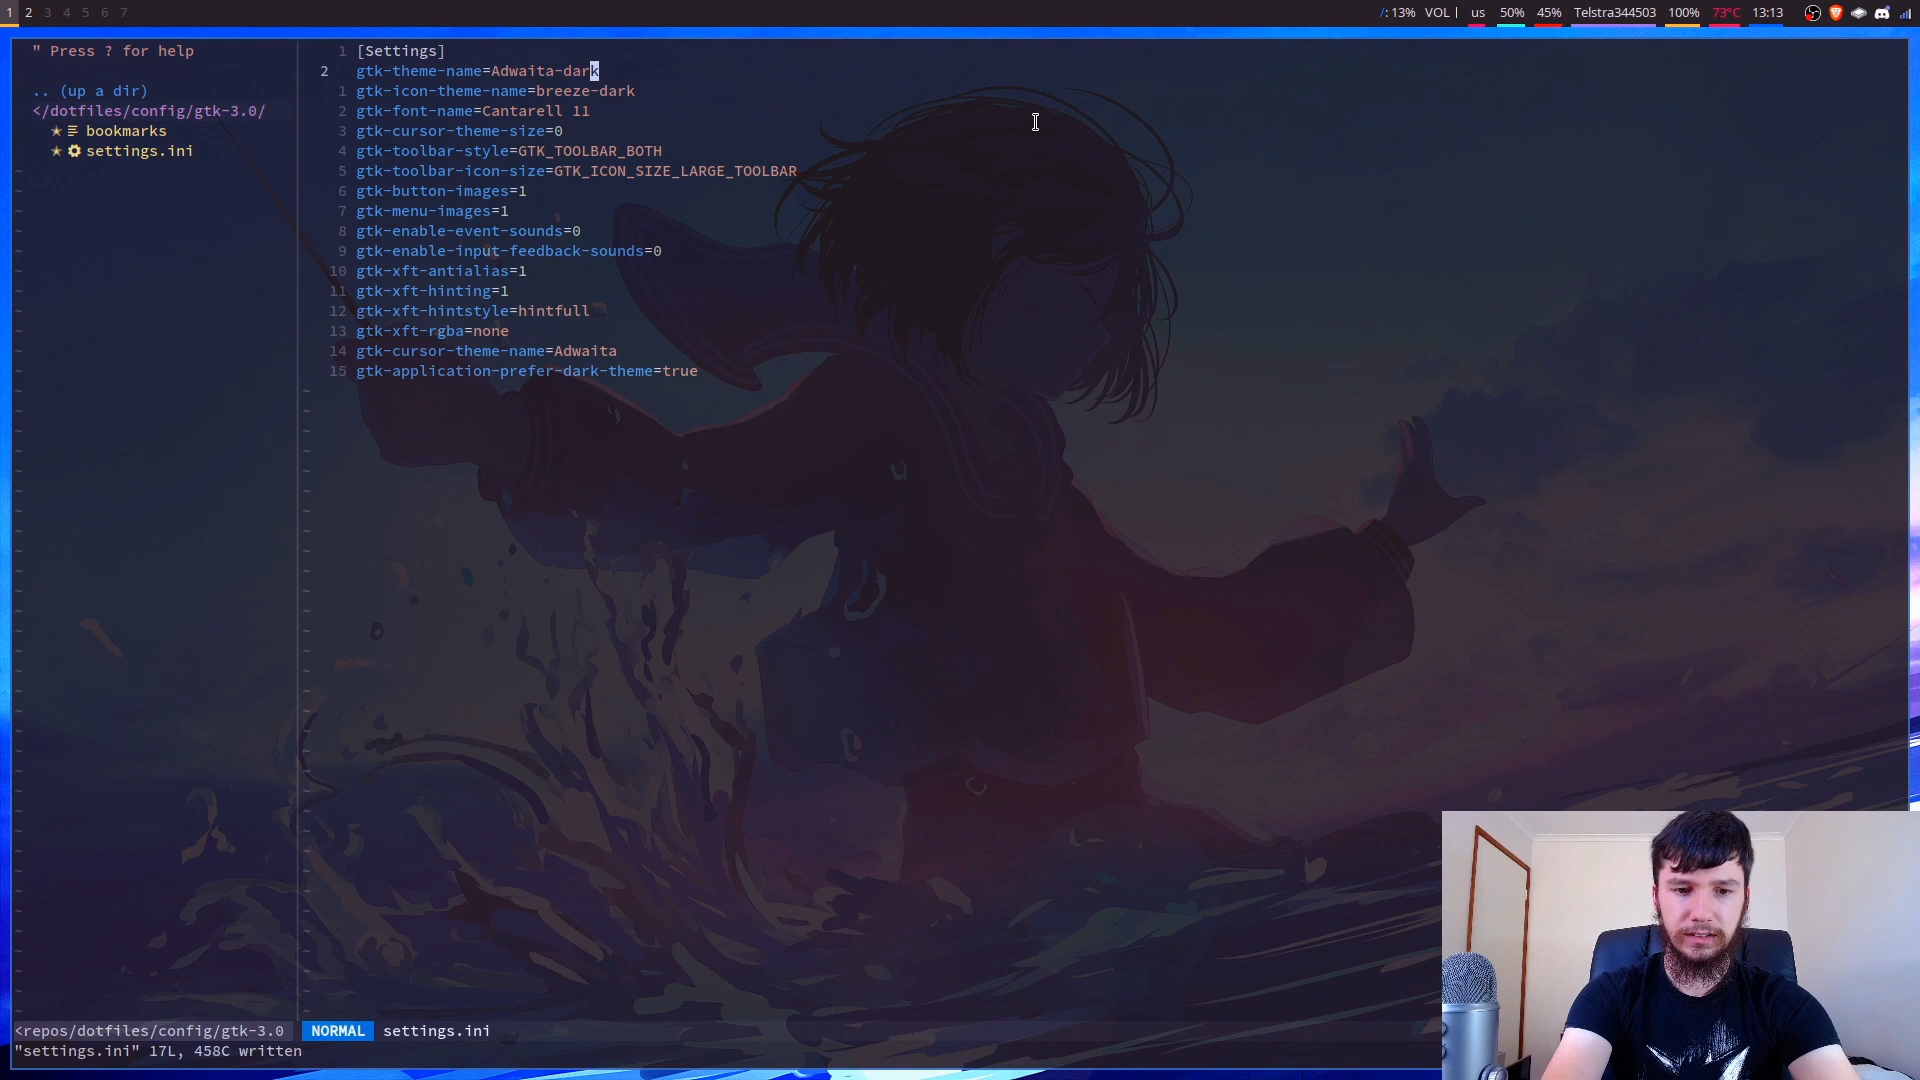 1 2 3 4 5 6 7
/: 13% VOL | us 50% 45% Telstra344503 100% 73°C 13:13
" Press ? for help
.. (up a dir)
</dotfiles/config/gtk-3.0/
bookmarks
settings.ini
1 [Settings]
2 gtk-theme-name=Adwaita-dark
1 gtk-icon-theme-name=breeze-dark
2 gtk-font-name=Cantarell 11
3 gtk-cursor-theme-size=0
4 gtk-toolbar-style=GTK_TOOLBAR_BOTH
5 gtk-toolbar-icon-size=GTK_ICON_SIZE_LARGE_TOOLBAR
6 gtk-button-images=1
7 gtk-menu-images=1
8 gtk-enable-event-sounds=0
9 gtk-enable-input-feedback-sounds=0
10 gtk-xft-antialias=1
11 gtk-xft-hinting=1
12 gtk-xft-hintstyle=hintfull
13 gtk-xft-rgba=none
14 gtk-cursor-theme-name=Adwaita
15 gtk-application-prefer-dark-theme=true
<repos/dotfiles/config/gtk-3.0 NORMAL settings.ini
"settings.ini" 17L, 458C written